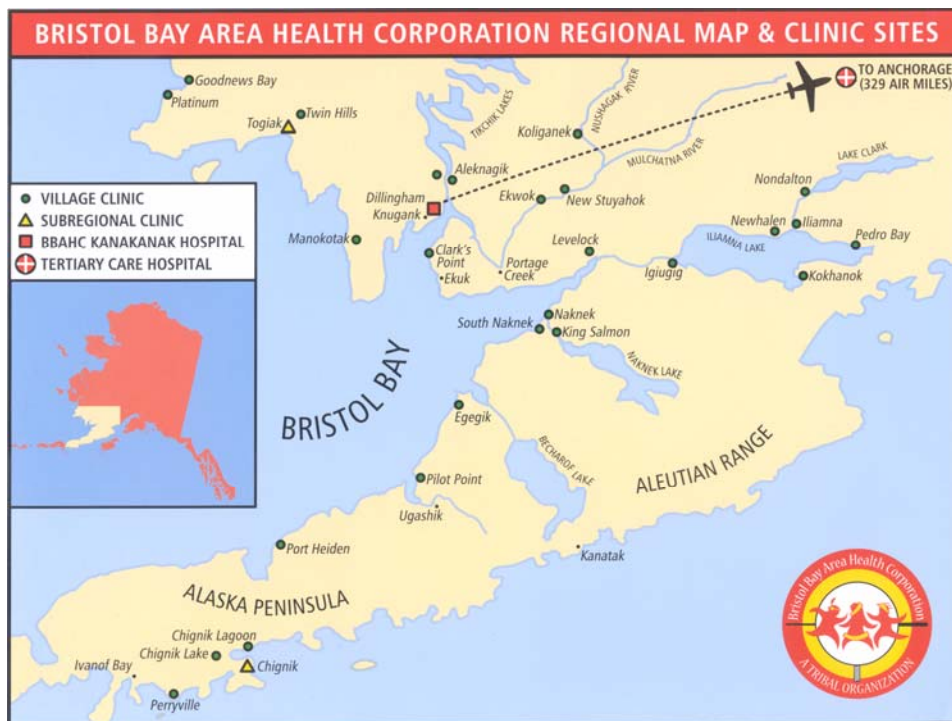 BRISTOL BAY AREA HEALTH CORPORATION REGIONAL MAP & CLINIC SITES
TO ANCHORAGE
(329 AIR MILES)
Goodnews Bay
Platinum
Togiak
Twin Hills
TIKCHIK LAKES
Koliganek
NUSHAGAK RIVER
MULCHATNA RIVER
LAKE CLARK
Aleknagik
Nondalton
VILLAGE CLINIC
SUBREGIONAL CLINIC
BBAHC KANAKANAK HOSPITAL
TERTIARY CARE HOSPITAL
Dillingham
Knugank
Ekwok
New Stuyahok
Newhalen
Iliamna
Pedro Bay
Manokotak
Clark's
Point
Ekuk
Portage
Creek
Levelock
ILIAMNA LAKE
Igiugig
Kokhanok
Naknek
South Naknek
King Salmon
NAKNEK LAKE
BRISTOL BAY
Egegik
BECHAROF LAKE
ALEUTIAN RANGE
Pilot Point
Ugashik
Port Heiden
Kanatak
ALASKA PENINSULA
Chignik Lagoon
Chignik Lake
Chignik
Ivanof Bay
Perryville
Bristol Bay Area Health Corporation
A TRIBAL ORGANIZATION